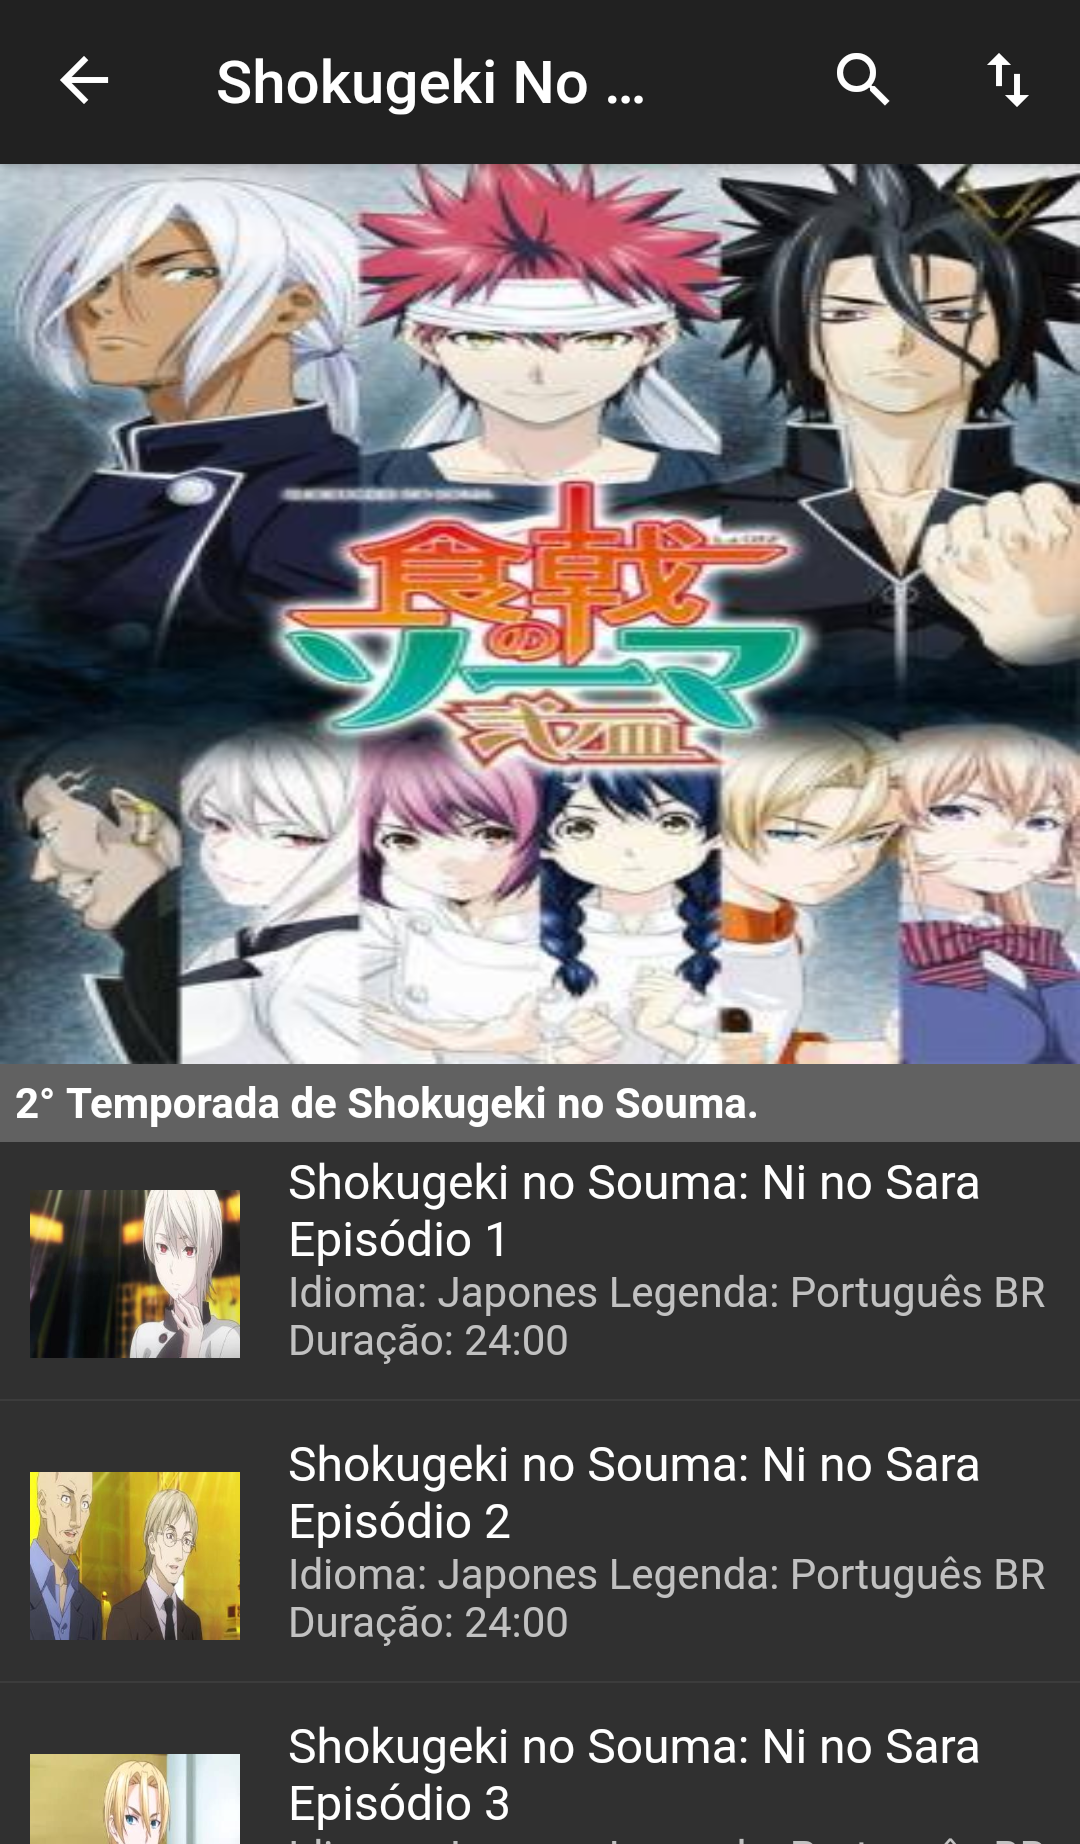 Shokugeki No ...
食戟の
ソーマ
弐ノ皿
2° Temporada de Shokugeki no Souma.
Shokugeki no Souma: Ni no Sara
Episódio 1
Idioma: Japones Legenda: Português BR
Duração: 24:00
Shokugeki no Souma: Ni no Sara
Episódio 2
Idioma: Japones Legenda: Português BR
Duração: 24:00
Shokugeki no Souma: Ni no Sara
Episódio 3